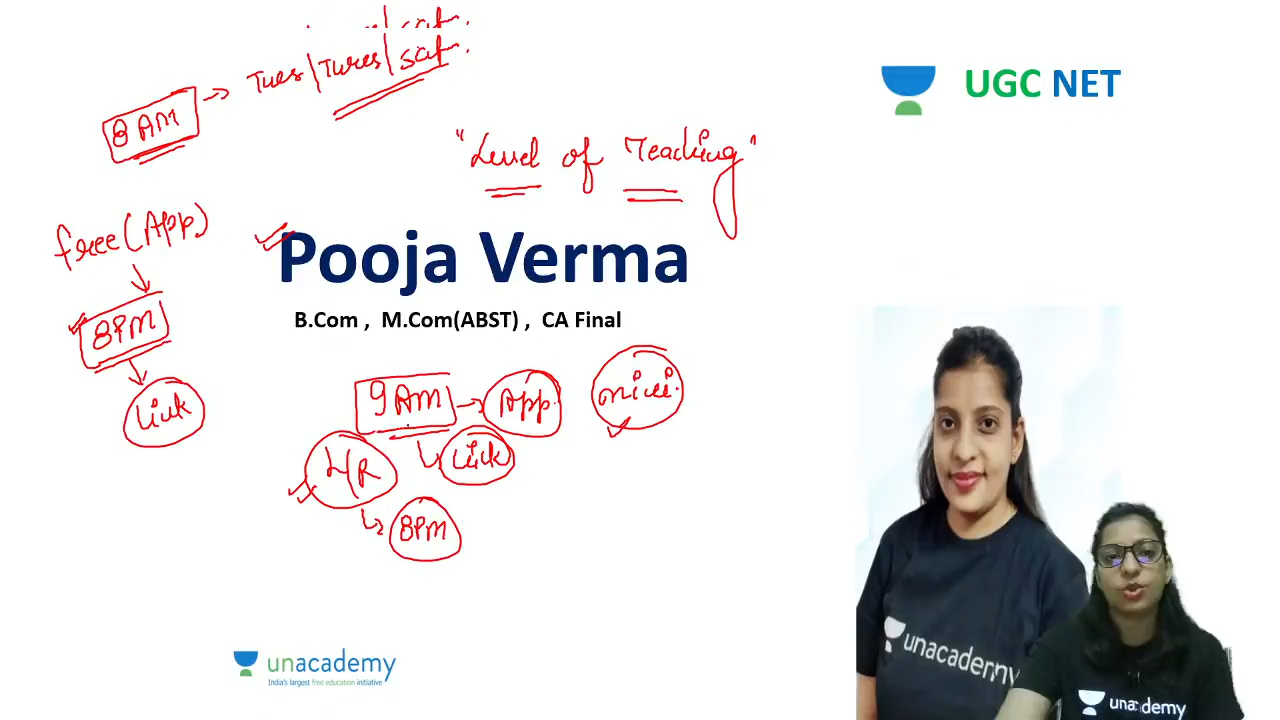 Tues/Tures/sat.
8 AM
UGC NET
"Level of Teaching"
free(App)
Pooja Verma
B.Com , M.Com(ABST) , CA Final
8PM
9 AM
App
Link
Link
L/R
8PM
unacademy
unacademy
India's largest free education initiative
unacademy